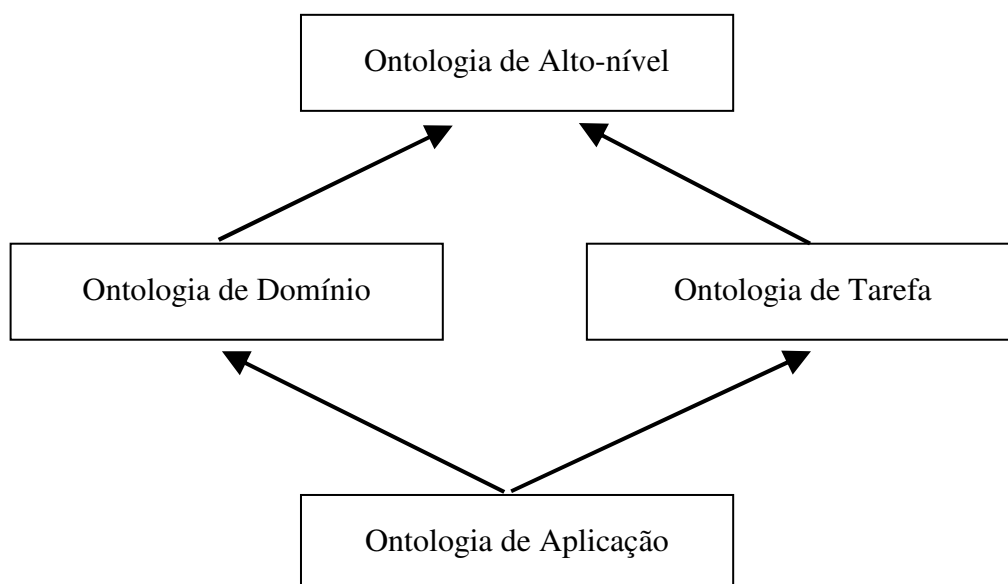 Ontologia de Alto-nível
Ontologia de Domínio
Ontologia de Tarefa
Ontologia de Aplicação